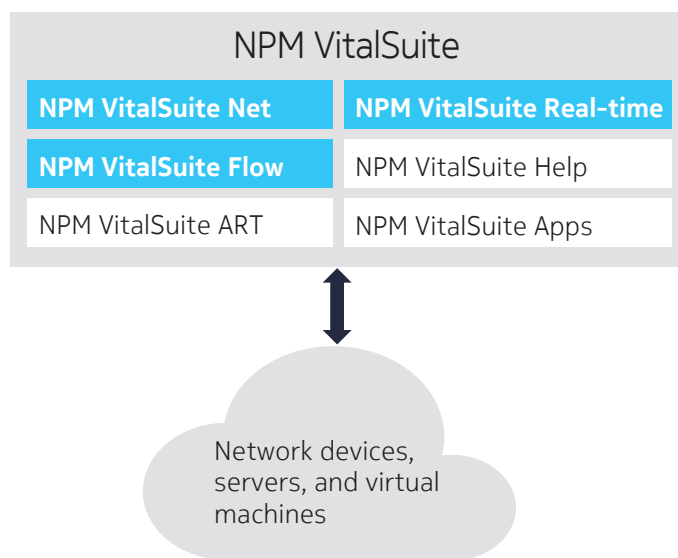 NPM VitalSuite
NPM VitalSuite Net
NPM VitalSuite Real-time
NPM VitalSuite Flow
NPM VitalSuite Help
NPM VitalSuite ART
NPM VitalSuite Apps
Network devices,
servers, and virtual
machines